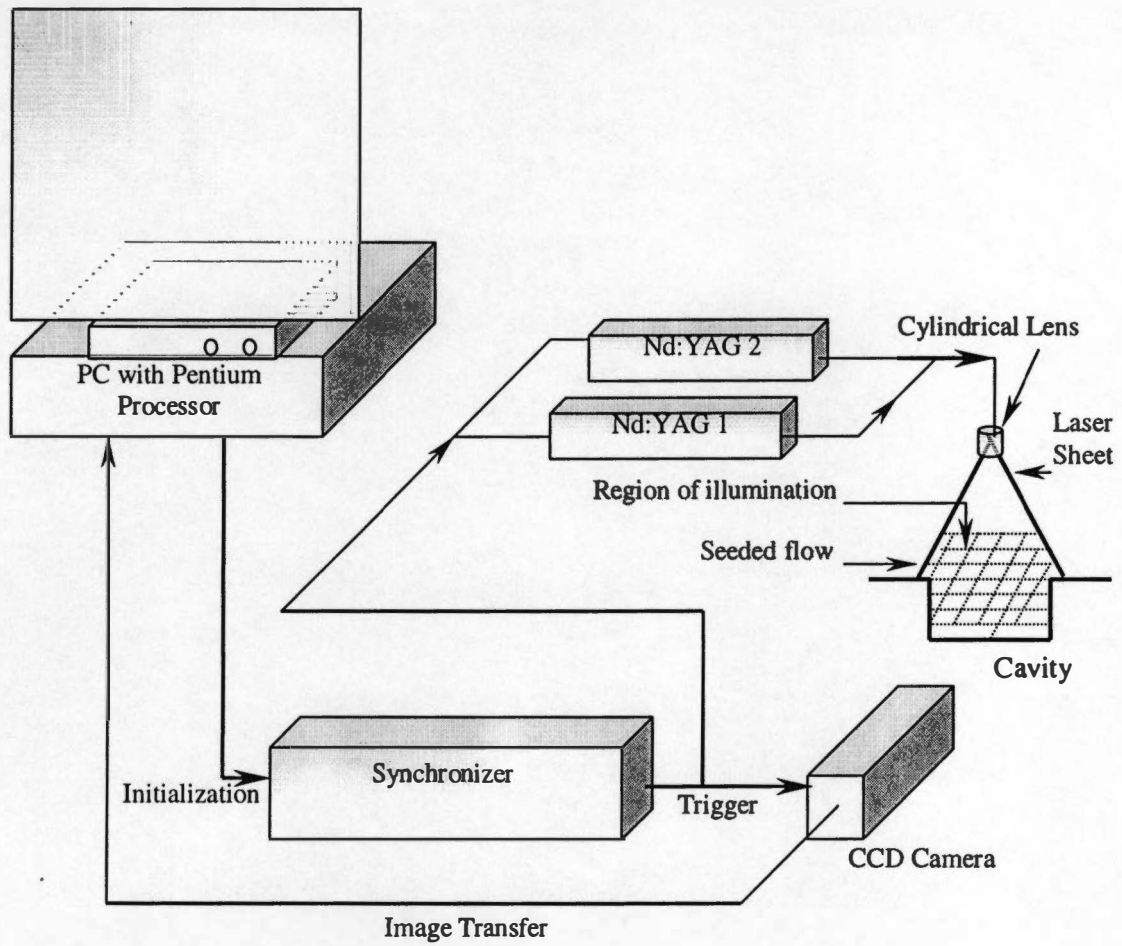 PC with Pentium
Processor
Nd:YAG 2
Nd:YAG 1
Cylindrical Lens
Laser
Sheet
Region of illumination
Seeded flow
Cavity
Initialization
Synchronizer
Trigger
CCD Camera
Image Transfer